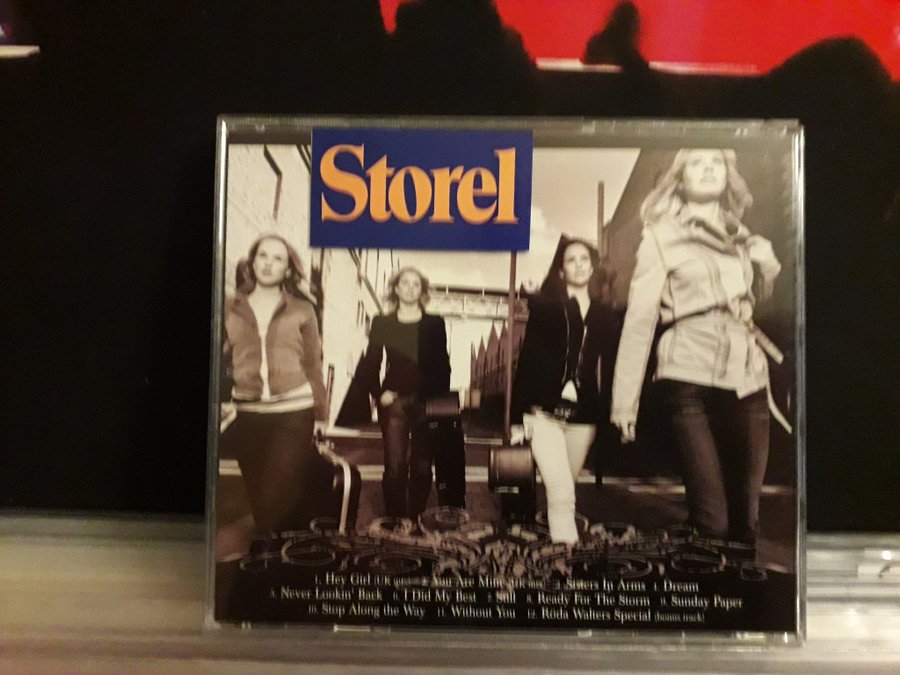 Storel
1. Hey Girl (UK version) 2. You Are Mine (UK mix) 3. Sisters In Arms 4. Dream
5. Never Lookin' Back 6. I Did My Best 7. Still 8. Ready For The Storm 9. Sunday Paper
10. Stop Along the Way 11. Without You 12. Röda Walters Special (bonus track)